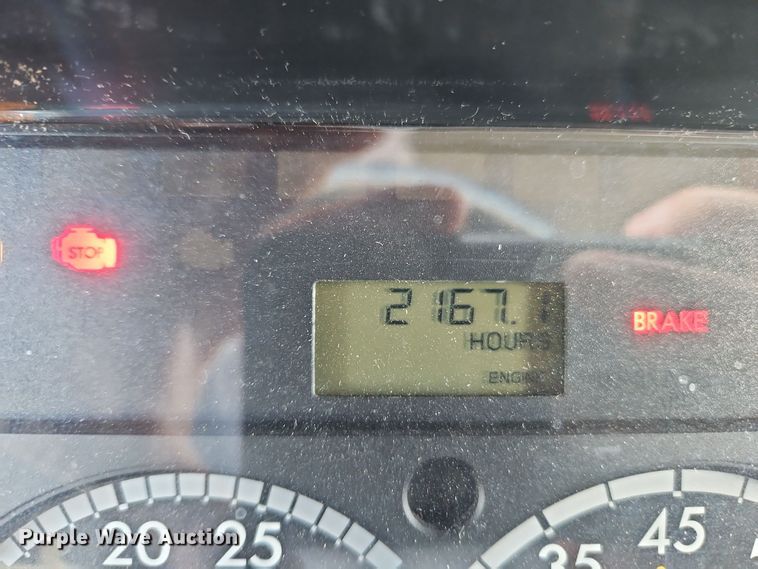 STOP
2167.1
HOURS
BRAKE
ENGINE
20 25
35 45
Purple Wave Auction